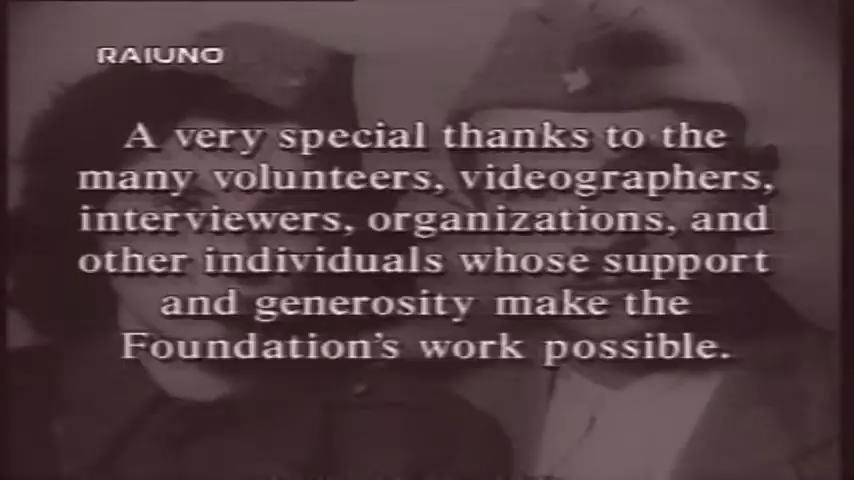 RAIUNO
A very special thanks to the
many volunteers, videographers,
interviewers, organizations, and
other individuals whose support
and generosity make the
Foundation's work possible.